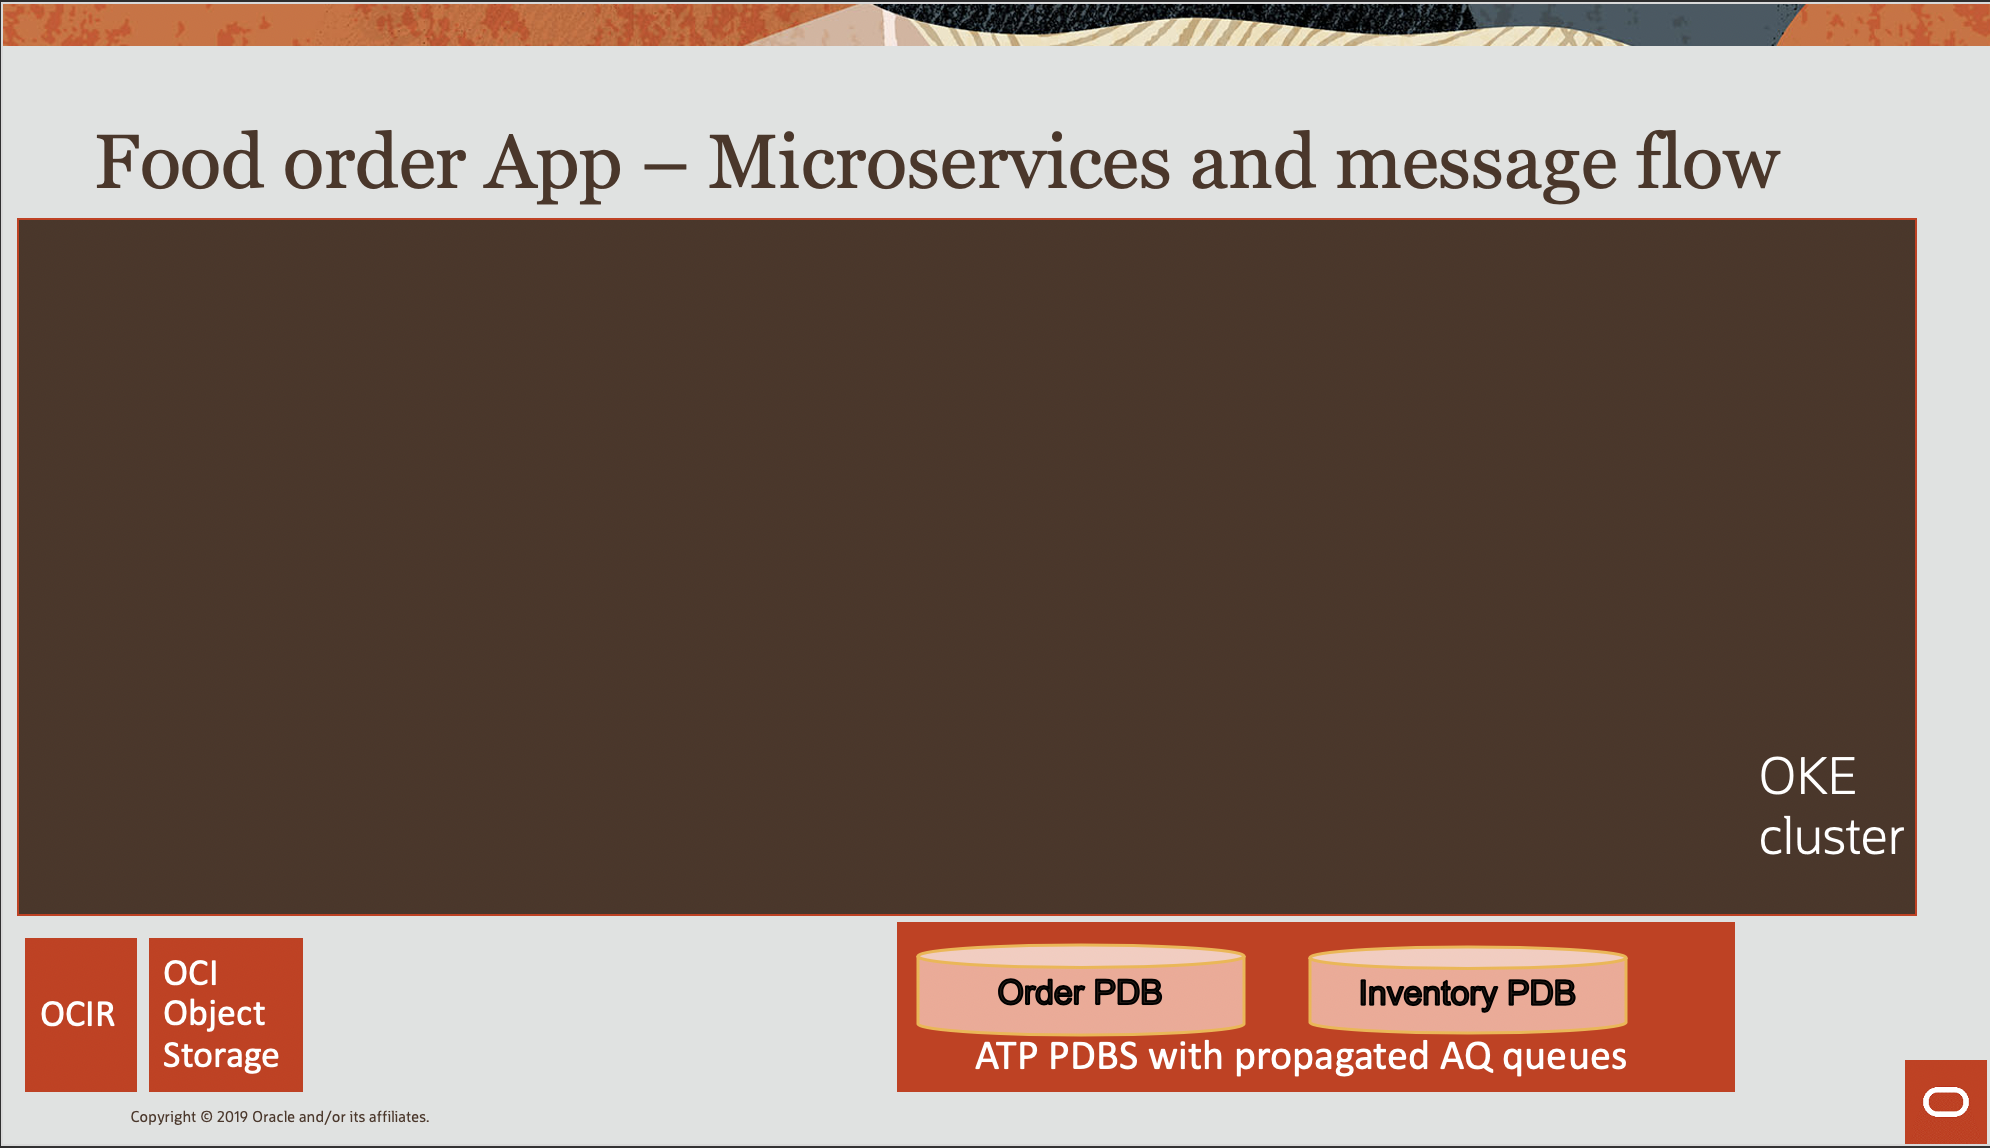 Food order App – Microservices and message flow
OKE
cluster
OCIR
OCI
Object
Storage
Order PDB
Inventory PDB
ATP PDBS with propagated AQ queues
Copyright © 2019 Oracle and/or its affiliates.